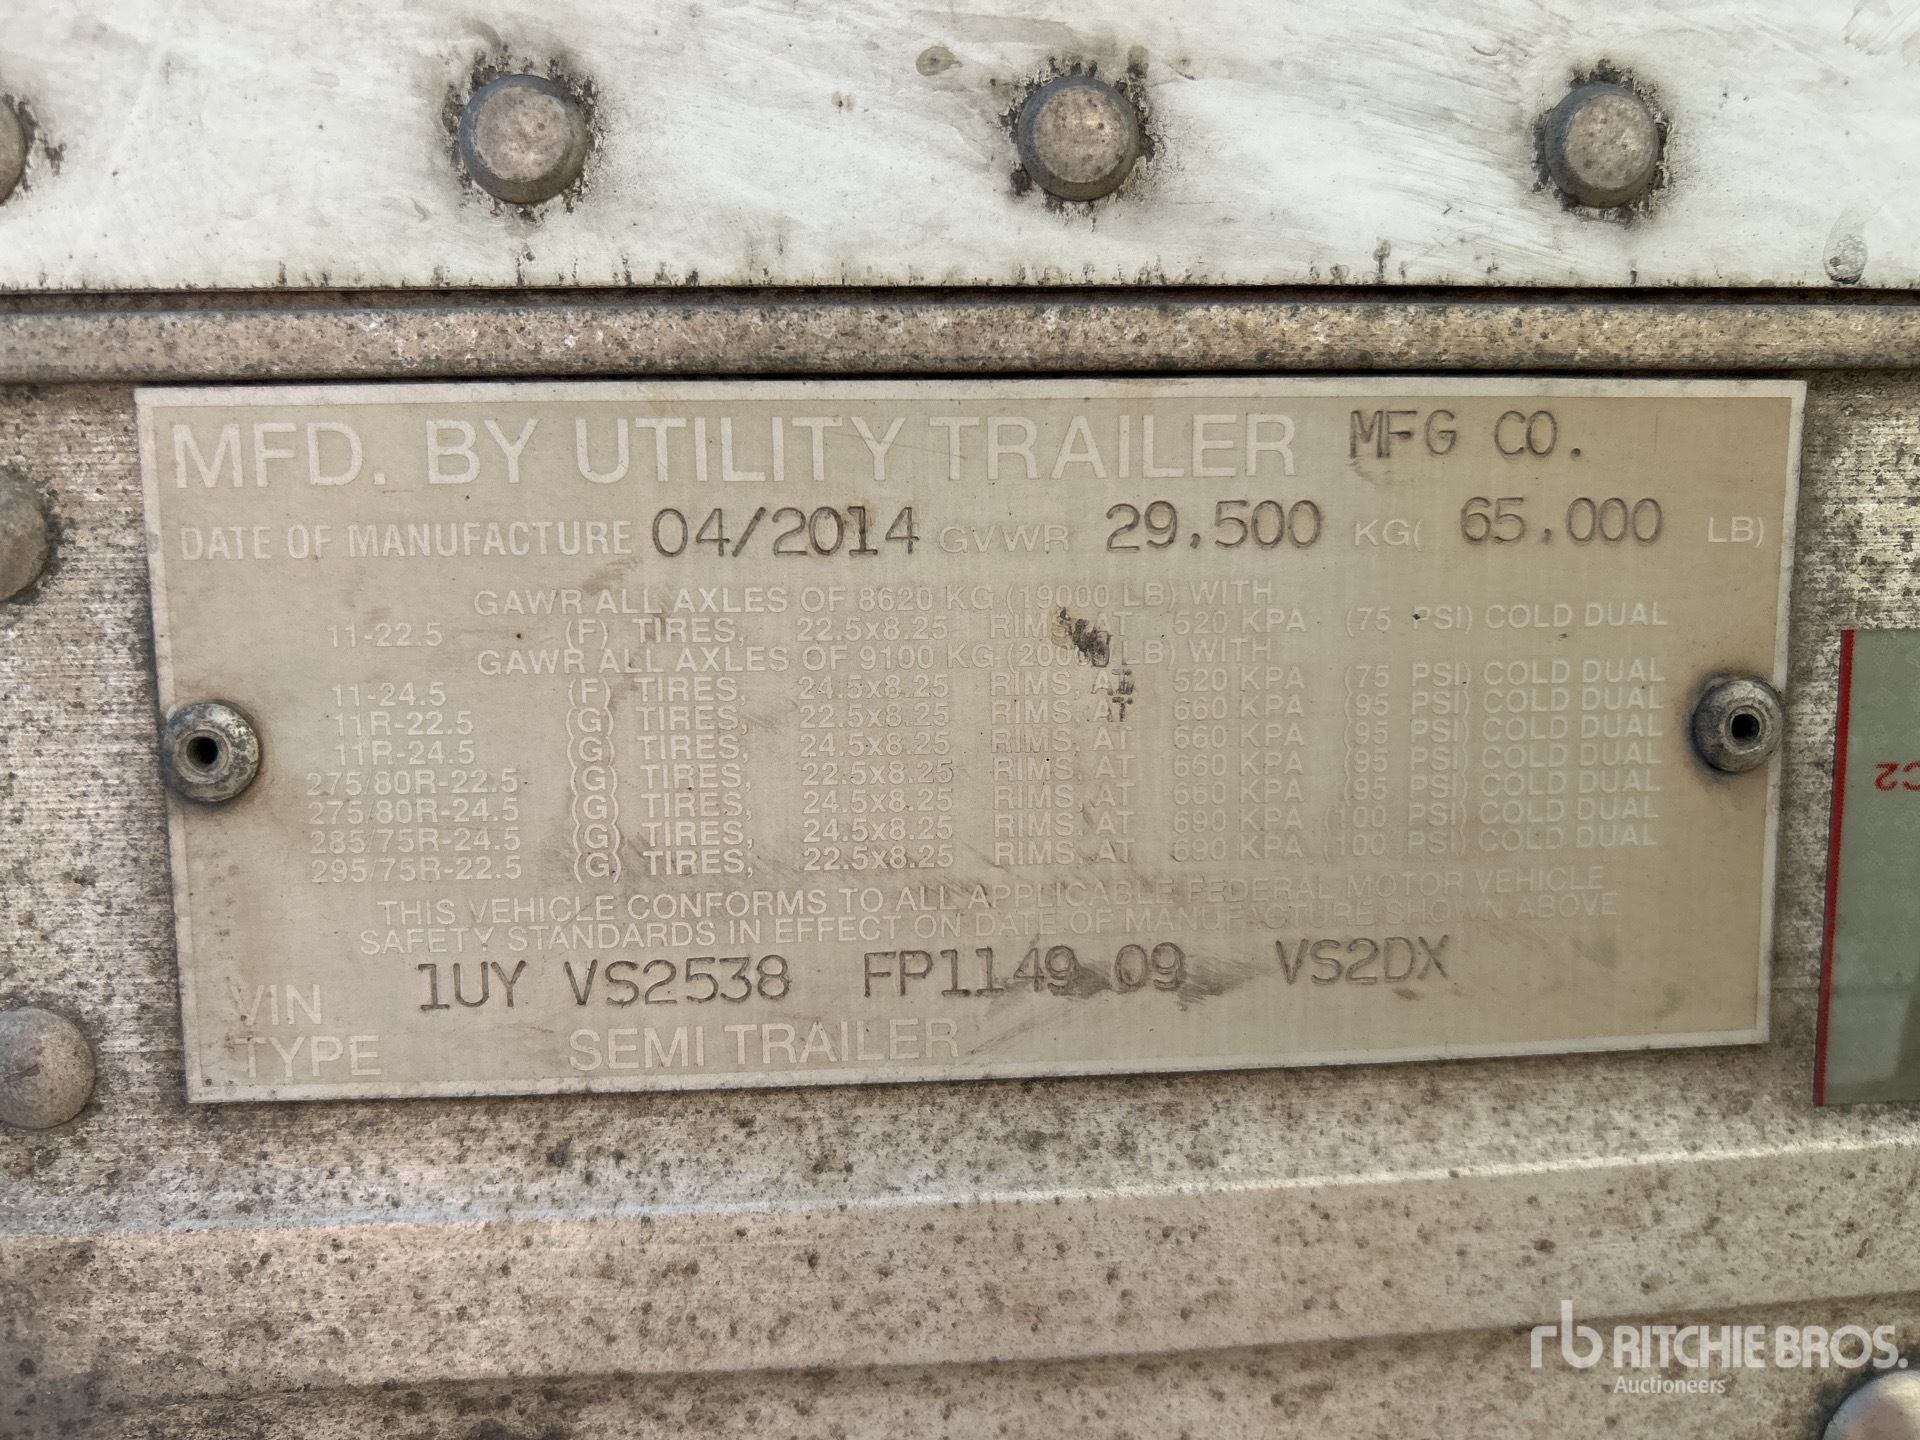 MFD. BY UTILITY TRAILER MFG CO.
DATE OF MANUFACTURE 04/2014 GVWR 29,500 KG( 65,000 LB)
GAWR ALL AXLES OF 8620 KG (19000 LB) WITH
11-22.5 (F) TIRES, 22.5x8.25 RIMS, AT 520 KPA (75 PSI) COLD DUAL
GAWR ALL AXLES OF 9100 KG (20000 LB) WITH
11-24.5 (F) TIRES, 24.5x8.25 RIMS, AT 520 KPA (75 PSI) COLD DUAL
11R-22.5 (G) TIRES, 22.5x8.25 RIMS, AT 660 KPA (95 PSI) COLD DUAL
11R-24.5 (G) TIRES, 24.5x8.25 RIMS, AT 660 KPA (95 PSI) COLD DUAL
275/80R-22.5 (G) TIRES, 22.5x8.25 RIMS, AT 660 KPA (95 PSI) COLD DUAL
275/80R-24.5 (G) TIRES, 24.5x8.25 RIMS, AT 660 KPA (95 PSI) COLD DUAL
285/75R-24.5 (G) TIRES, 24.5x8.25 RIMS, AT 690 KPA (100 PSI) COLD DUAL
295/75R-22.5 (G) TIRES, 22.5x8.25 RIMS, AT 690 KPA (100 PSI) COLD DUAL
THIS VEHICLE CONFORMS TO ALL APPLICABLE FEDERAL MOTOR VEHICLE
SAFETY STANDARDS IN EFFECT ON DATE OF MANUFACTURE SHOWN ABOVE
VIN 1UY VS2538 FP1149 09 VS2DX
TYPE SEMI TRAILER
C2
rb RITCHIE BROS.
Auctioneers